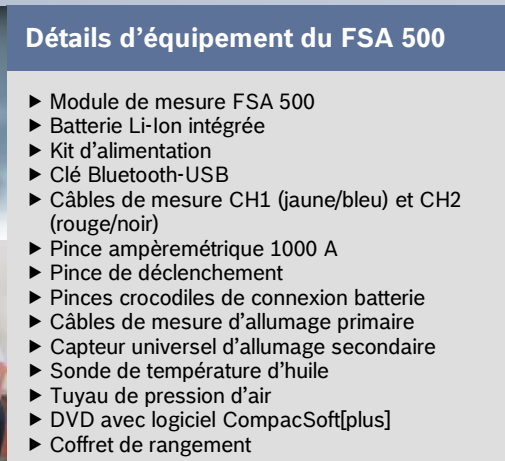 Détails d'équipement du FSA 500
▶ Module de mesure FSA 500
▶ Batterie Li-Ion intégrée
▶ Kit d'alimentation
▶ Clé Bluetooth-USB
▶ Câbles de mesure CH1 (jaune/bleu) et CH2
(rouge/noir)
▶ Pince ampèremétrique 1000 A
▶ Pince de déclenchement
▶ Pinces crocodiles de connexion batterie
▶ Câbles de mesure d'allumage primaire
▶ Capteur universel d'allumage secondaire
▶ Sonde de température d'huile
▶ Tuyau de pression d'air
▶ DVD avec logiciel CompacSoft[plus]
▶ Coffret de rangement